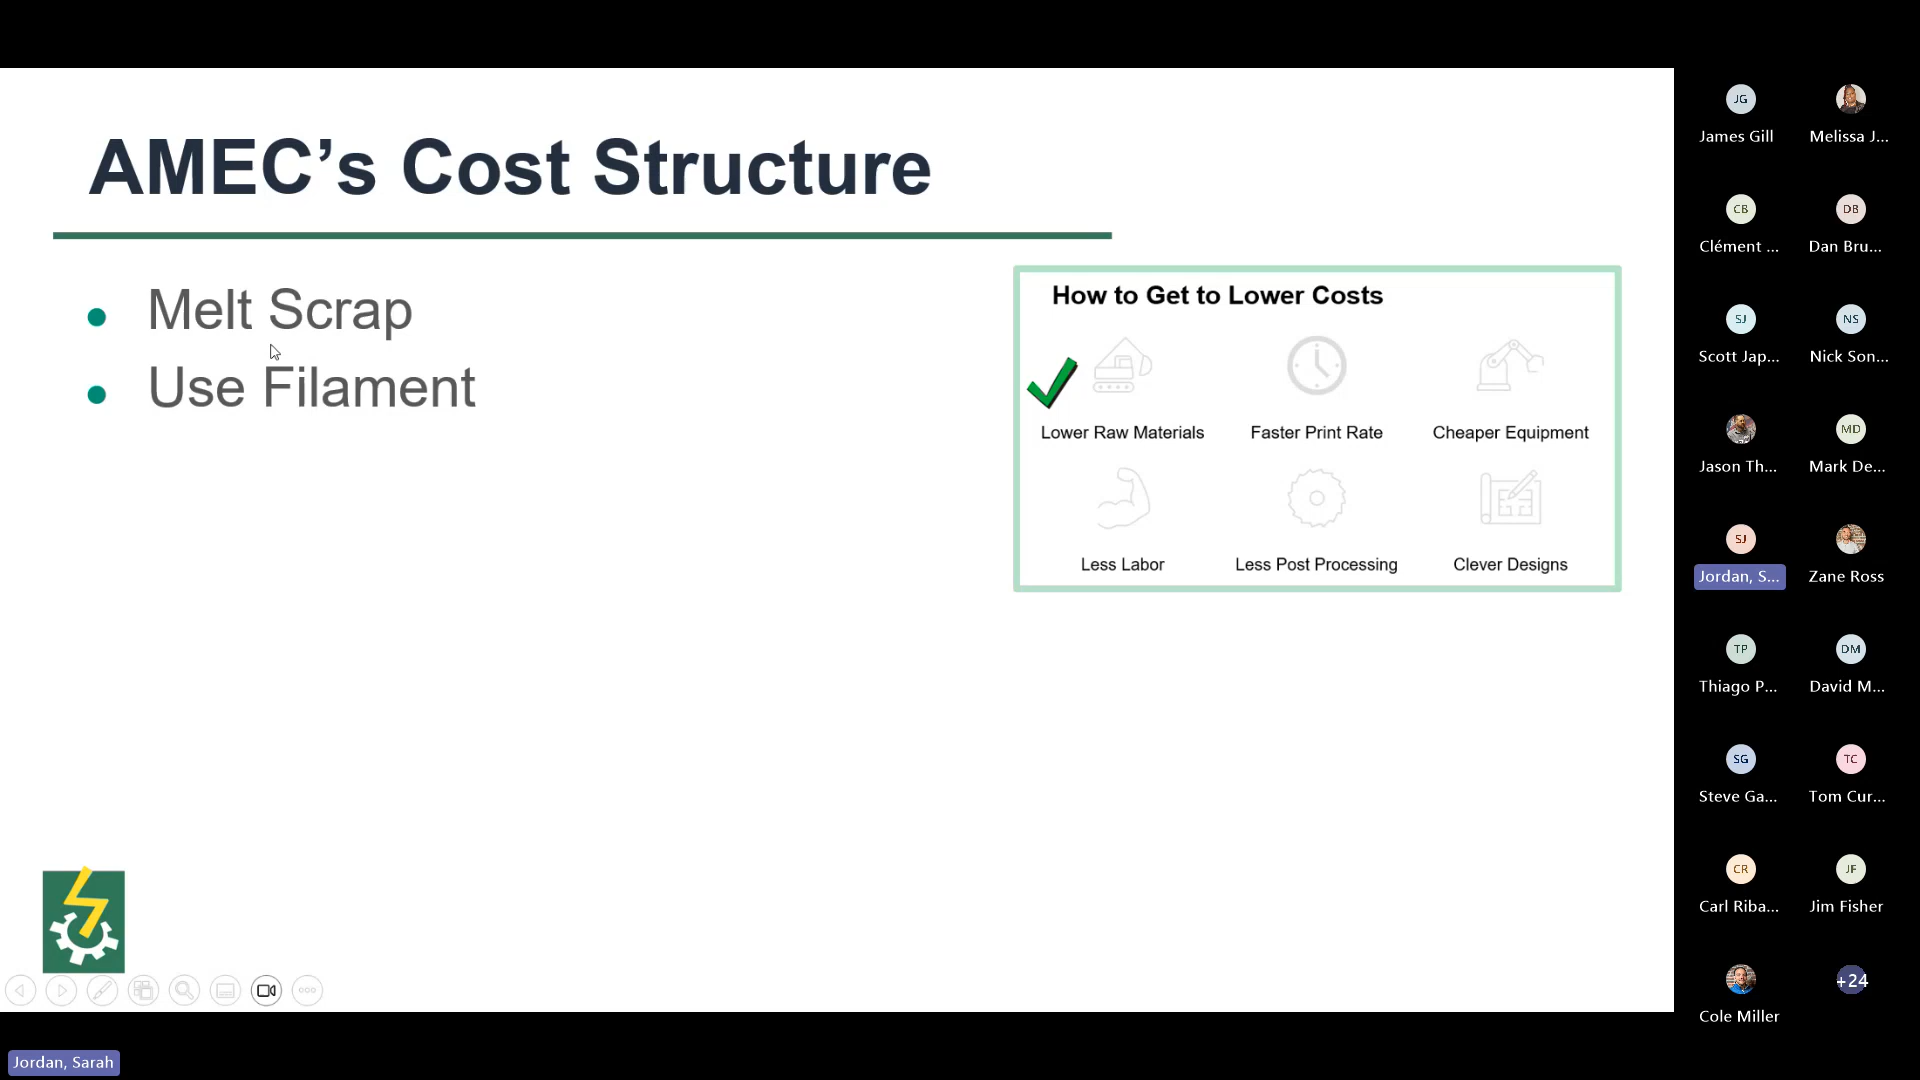 AMEC’s Cost Structure
Melt Scrap
Use Filament
How to Get to Lower Costs
Lower Raw Materials
Faster Print Rate
Cheaper Equipment
Less Labor
Less Post Processing
Clever Designs
JG
James Gill
Melissa J...
CB
Clément ...
DB
Dan Bru...
SJ
Scott Jap...
NS
Nick Son...
Jason Th...
MD
Mark De...
SJ
Jordan, S...
Zane Ross
TP
Thiago P...
DM
David M...
SG
Steve Ga...
TC
Tom Cur...
CR
Carl Riba...
JF
Jim Fisher
Cole Miller
+24
Jordan, Sarah